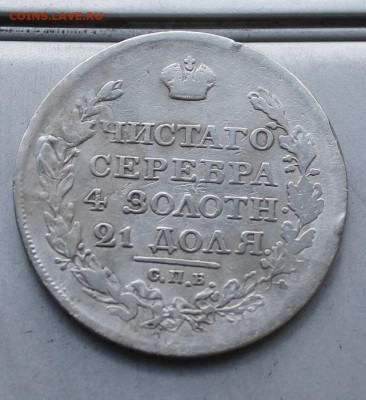 COINS.LAVE.RU
ЧИСТАГО
СЕРЕБРА
4 ЗОЛОТН.
21 ДОЛЯ.
С.П.Б.